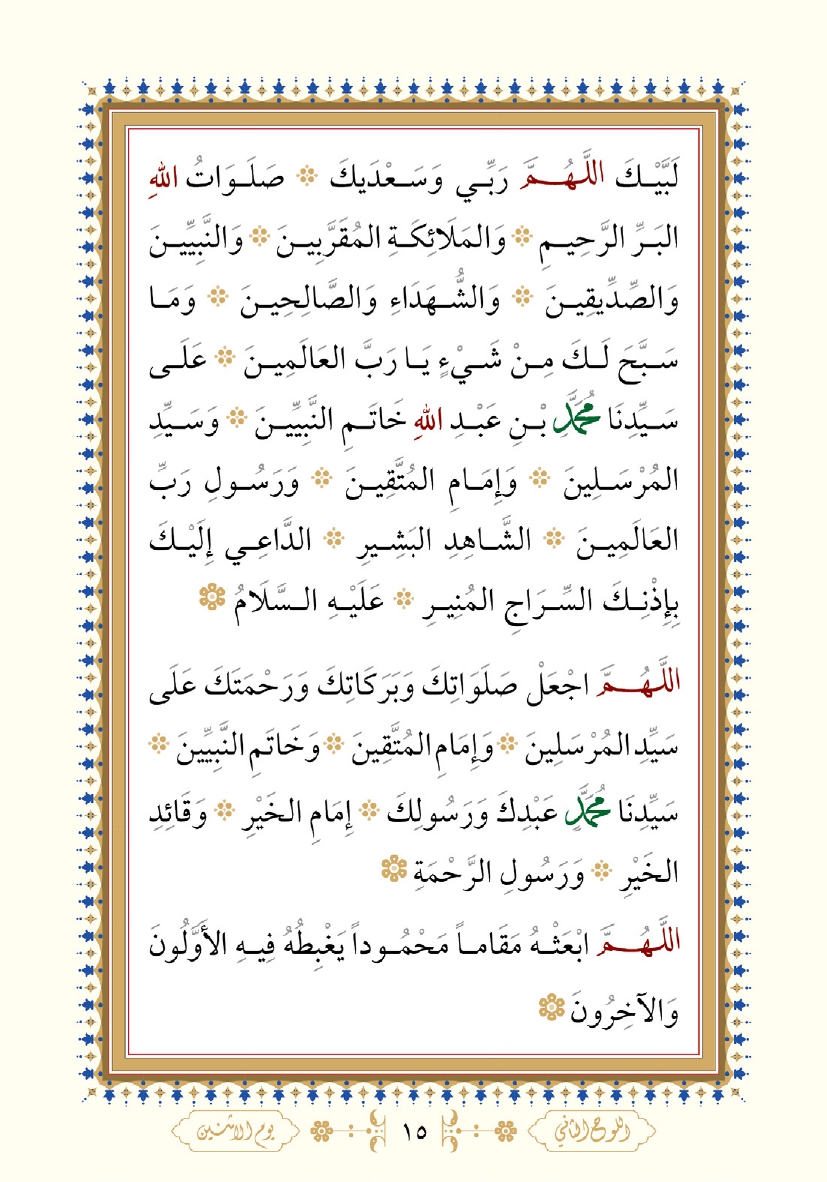 لَبَّيْكَ اللَّهُمَّ رَبِّي وَسَعْدَيكَ ۞ صَلَوَاتُ اللهِ
البَرِّ الرَّحِيمِ ۞ وَالمَلَائِكَةِ المُقَرَّبِينَ ۞ وَالنَّبِيِّينَ
وَالصِّدِّيقِينَ ۞ وَالشُّهَدَاءِ وَالصَّالِحِينَ ۞ وَمَا
سَبَّحَ لَكَ مِنْ شَيْءٍ يَا رَبَّ العَالَمِينَ ۞ عَلَى
سَيِّدِنَا مُحَمَّدِ بْنِ عَبْدِ اللهِ خَاتَمِ النَّبِيِّينَ ۞ وَسَيِّدِ
المُرْسَلِينَ ۞ وَإِمَامِ المُتَّقِينَ ۞ وَرَسُولِ رَبِّ
العَالَمِينَ ۞ الشَّاهِدِ البَشِيرِ ۞ الدَّاعِي إِلَيْكَ
بِإِذْنِكَ السِّرَاجِ المُنِيرِ ۞ عَلَيْهِ السَّلَامُ ۞
اللَّهُمَّ اجْعَلْ صَلَوَاتِكَ وَبَرَكَاتِكَ وَرَحْمَتَكَ عَلَى
سَيِّدِ المُرْسَلِينَ ۞ وَإِمَامِ المُتَّقِينَ ۞ وَخَاتَمِ النَّبِيِّينَ ۞
سَيِّدِنَا مُحَمَّدٍ عَبْدِكَ وَرَسُولِكَ ۞ إِمَامِ الخَيْرِ ۞ وَقَائِدِ
الخَيْرِ ۞ وَرَسُولِ الرَّحْمَةِ ۞
اللَّهُمَّ ابْعَثْهُ مَقَاماً مَحْمُوداً يَغْبِطُهُ فِيهِ الأَوَّلُونَ
وَالآخِرُونَ ۞
اللوح الثاني ١٥ يوم الاثنين